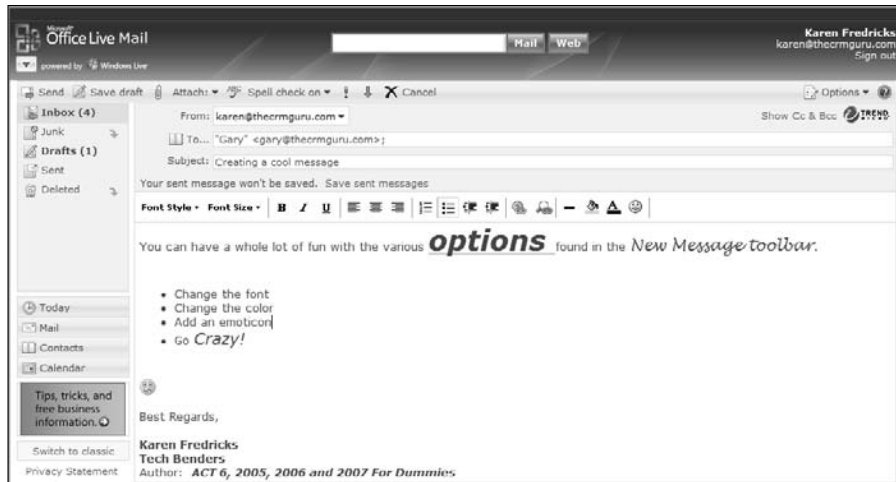 Microsoft
Office Live Mail
powered by Windows Live
Mail Web
Karen Fredricks
karen@thecrmguru.com
Sign out
Send Save draft Attach: Spell check on ! Cancel Options
Inbox (4)
Junk
Drafts (1)
Sent
Deleted
From: karen@thecrmguru.com
Show Cc & Bcc TREND
To... "Gary" <gary@thecrmguru.com>;
Subject: Creating a cool message
Your sent message won't be saved. Save sent messages
Font Style Font Size B I U
You can have a whole lot of fun with the various options found in the New Message toolbar.
• Change the font
• Change the color
• Add an emoticon
• Go Crazy!
Today
Mail
Contacts
Calendar
Tips, tricks, and
free business
information.
Switch to classic
Privacy Statement
Best Regards,
Karen Fredricks
Tech Benders
Author: ACT 6, 2005, 2006 and 2007 For Dummies